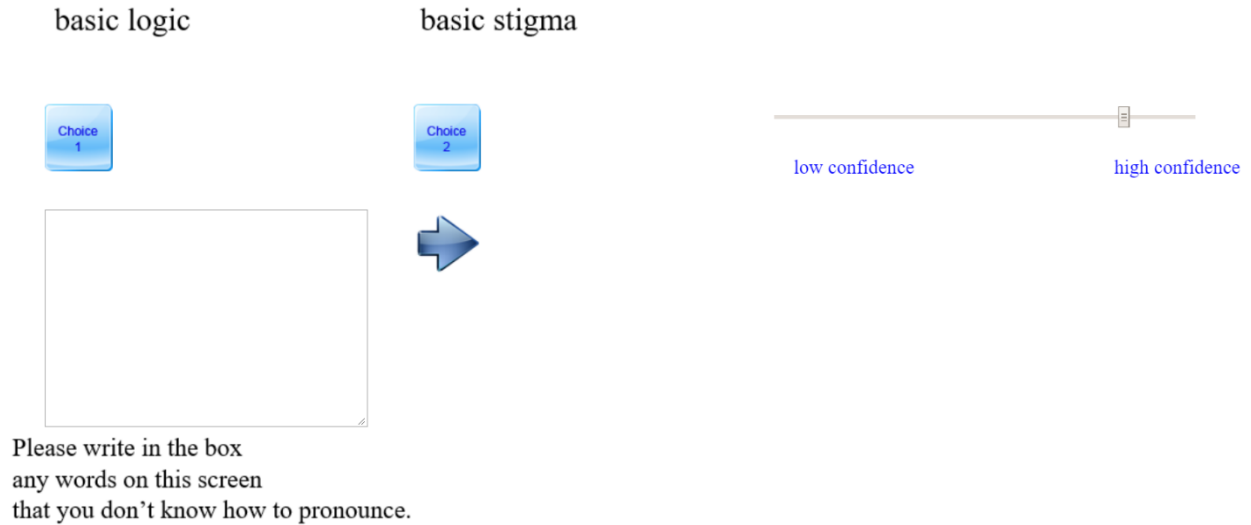 basic logic
basic stigma
Choice
1
Choice
2
low confidence
high confidence
Please write in the box
any words on this screen
that you don’t know how to pronounce.